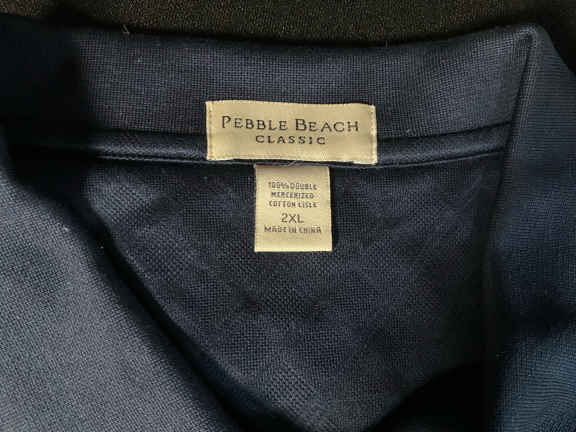 PEBBLE BEACH
CLASSIC
100% DOUBLE
MERCERIZED
COTTON LISLE
2XL
MADE IN CHINA